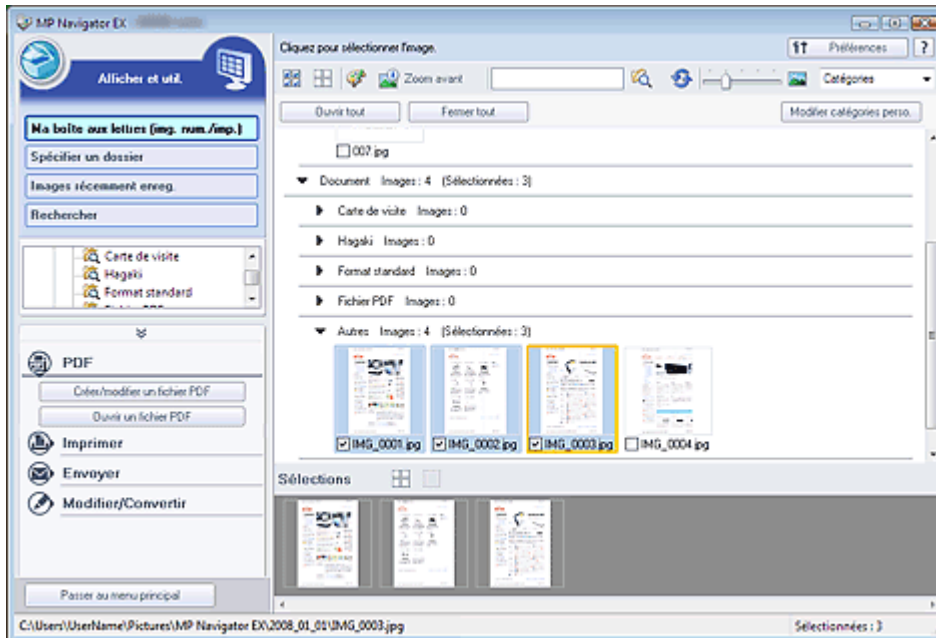 MP Navigator EX
Cliquez pour sélectionner l'image.
Préférences
?
Afficher et util.
Zoom avant
Catégories
Ouvrir tout
Fermer tout
Modifier catégories perso.
Ma boîte aux lettres (img. num./imp.)
Spécifier un dossier
Images récemment enreg.
Rechercher
Carte de visite
Hagaki
Format standard
007.jpg
Document Images : 4 (Sélectionnées : 3)
Carte de visite Images : 0
Hagaki Images : 0
Format standard Images : 0
Fichier PDF Images : 0
Autres Images : 4 (Sélectionnées : 3)
IMG_0001.jpg
IMG_0002.jpg
IMG_0003.jpg
IMG_0004.jpg
PDF
Créer/modifier un fichier PDF
Ouvrir un fichier PDF
Imprimer
Envoyer
Modifier/Convertir
Sélections
Passer au menu principal
C:\Users\UserName\Pictures\MP Navigator EX\2008_01_01\IMG_0003.jpg
Sélectionnées : 3